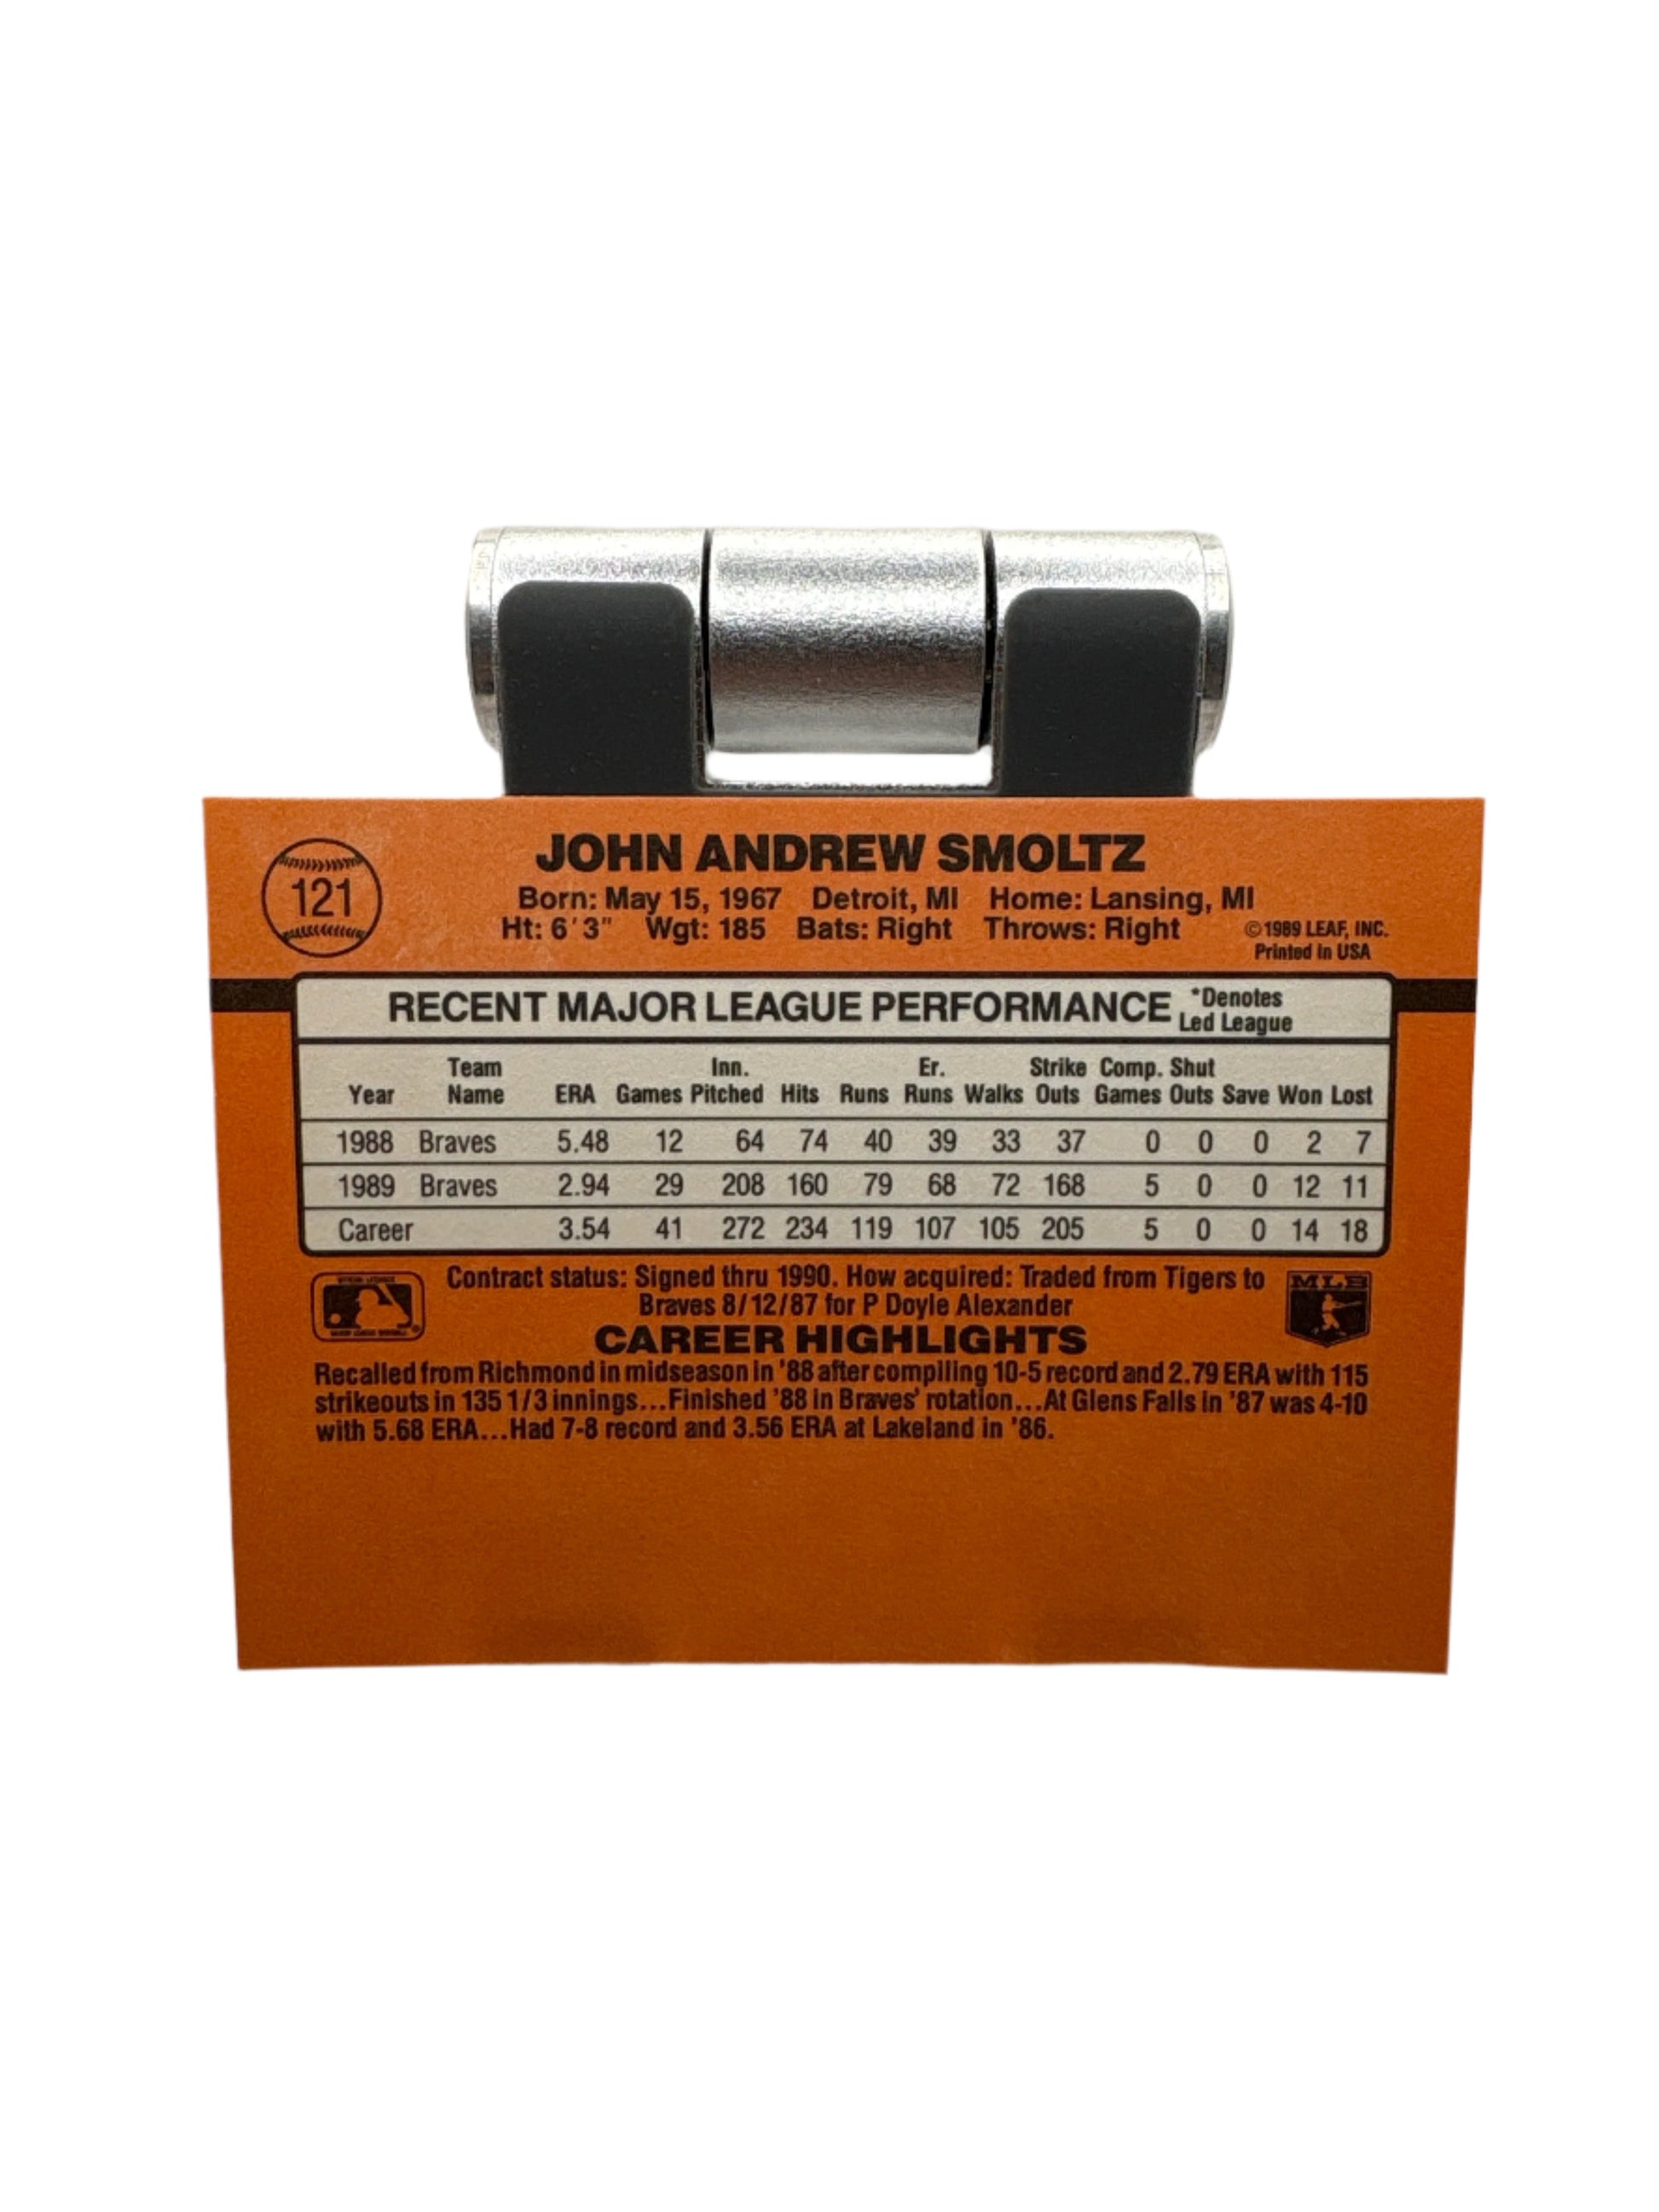 121
JOHN ANDREW SMOLTZ
Born: May 15, 1967 Detroit, MI Home: Lansing, MI
Ht: 6'3" Wgt: 185 Bats: Right Throws: Right
©1989 LEAF, INC.
Printed in USA
RECENT MAJOR LEAGUE PERFORMANCE *Denotes Led League
Year Team Name ERA Games Inn. Pitched Hits Runs Er. Runs Walks Strike Outs Comp. Games Shut Outs Save Won Lost
1988 Braves 5.48 12 64 74 40 39 33 37 0 0 0 2 7
1989 Braves 2.94 29 208 160 79 68 72 168 5 0 0 12 11
Career 3.54 41 272 234 119 107 105 205 5 0 0 14 18
Contract status: Signed thru 1990. How acquired: Traded from Tigers to
Braves 8/12/87 for P Doyle Alexander
MLB
CAREER HIGHLIGHTS
Recalled from Richmond in midseason in '88 after compiling 10-5 record and 2.79 ERA with 115
strikeouts in 135 1/3 innings...Finished '88 in Braves' rotation...At Glens Falls in '87 was 4-10
with 5.68 ERA...Had 7-8 record and 3.56 ERA at Lakeland in '86.